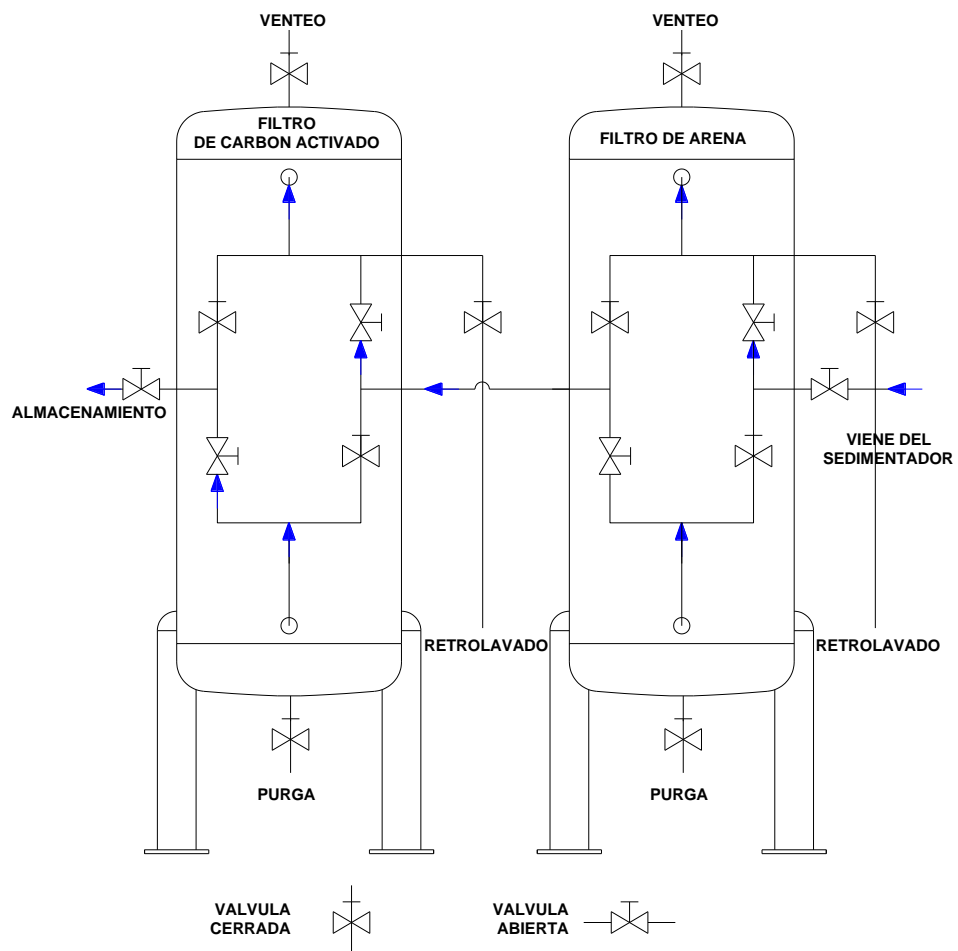 VENTEO
VENTEO
FILTRO
DE CARBON ACTIVADO
FILTRO DE ARENA
ALMACENAMIENTO
VIENE DEL
SEDIMENTADOR
RETROLAVADO
RETROLAVADO
PURGA
PURGA
VALVULA
CERRADA
VALVULA
ABIERTA